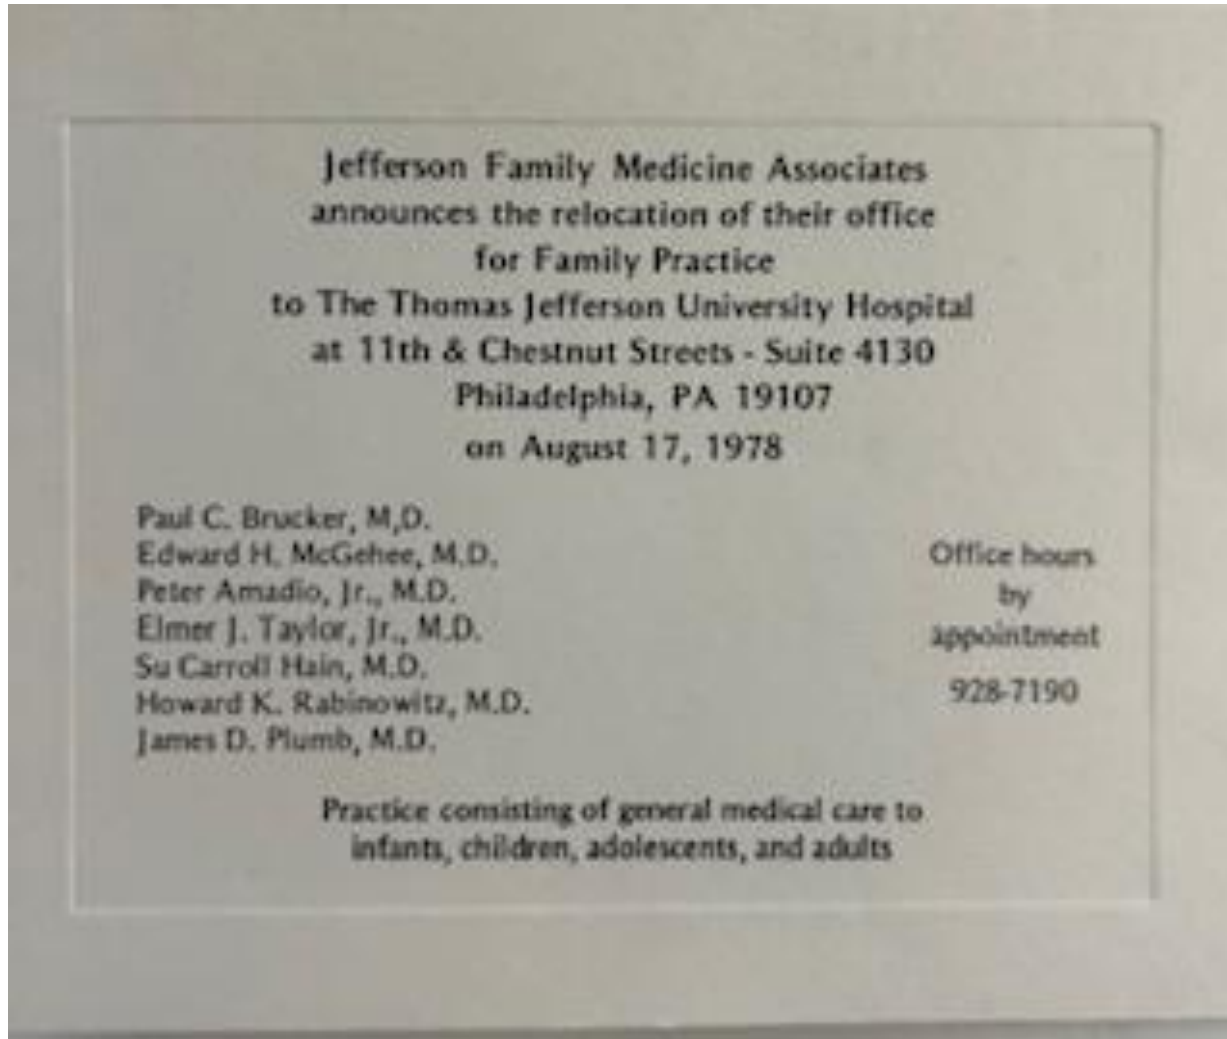 Jefferson Family Medicine Associates
announces the relocation of their office
for Family Practice
to The Thomas Jefferson University Hospital
at 11th & Chestnut Streets - Suite 4130
Philadelphia, PA 19107
on August 17, 1978
Paul C. Brucker, M,D.
Edward H. McGehee, M.D.
Peter Amadio, Jr., M.D.
Elmer J. Taylor, Jr., M.D.
Su Carroll Hain, M.D.
Howard K. Rabinowitz, M.D.
James D. Plumb, M.D.
Office hours
by
appointment
928-7190
Practice consisting of general medical care to
infants, children, adolescents, and adults